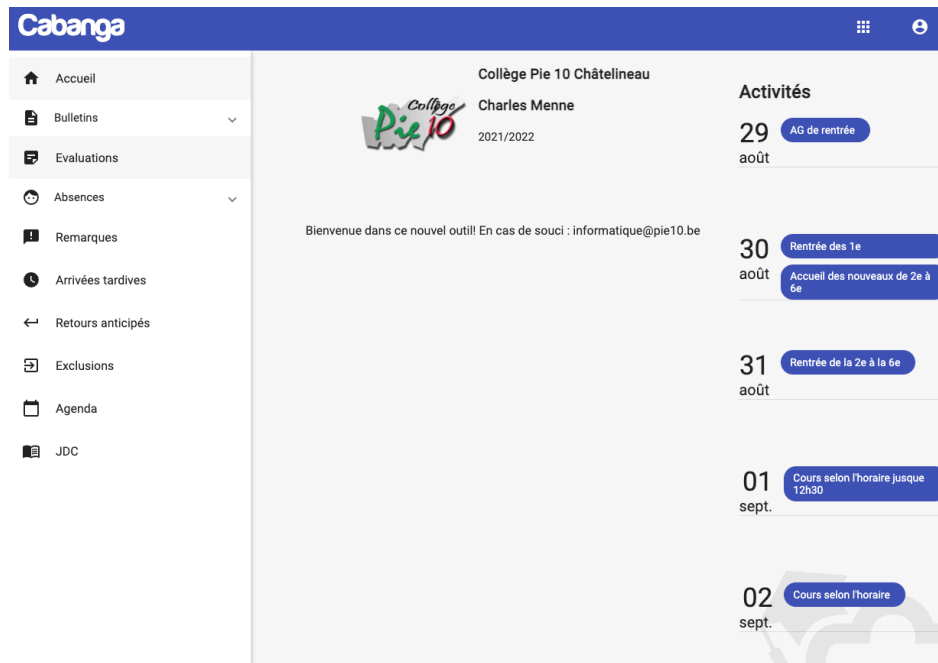 Cabanga
Accueil
Bulletins
Evaluations
Absences
Remarques
Arrivées tardives
Retours anticipés
Exclusions
Agenda
JDC
Collège
Pie 10
Collège Pie 10 Châtelineau
Charles Menne
2021/2022
Bienvenue dans ce nouvel outil! En cas de souci : informatique@pie10.be
Activités
29
août
AG de rentrée
30
août
Rentrée des 1e
Accueil des nouveaux de 2e à
6e
31
août
Rentrée de la 2e à la 6e
01
sept.
Cours selon l'horaire jusque
12h30
02
sept.
Cours selon l'horaire